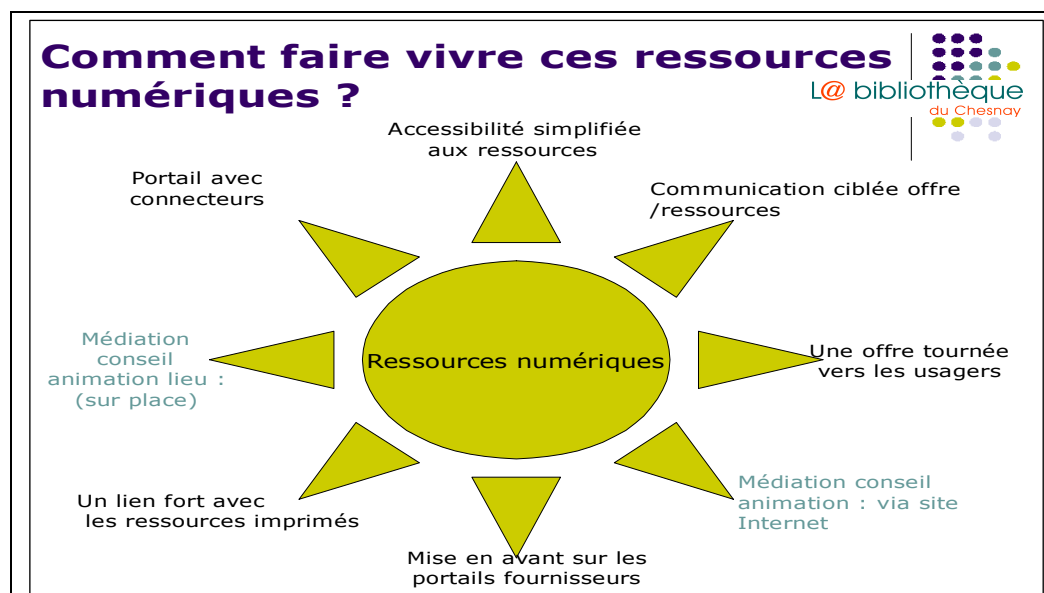 Comment faire vivre ces ressources
numériques ?
L@ bibliothèque
du Chesnay
Accessibilité simplifiée
aux ressources
Portail avec
connecteurs
Communication ciblée offre
/ressources
Médiation
conseil
animation lieu :
(sur place)
Ressources numériques
Une offre tournée
vers les usagers
Un lien fort avec
les ressources imprimés
Médiation conseil
animation : via site
Internet
Mise en avant sur les
portails fournisseurs